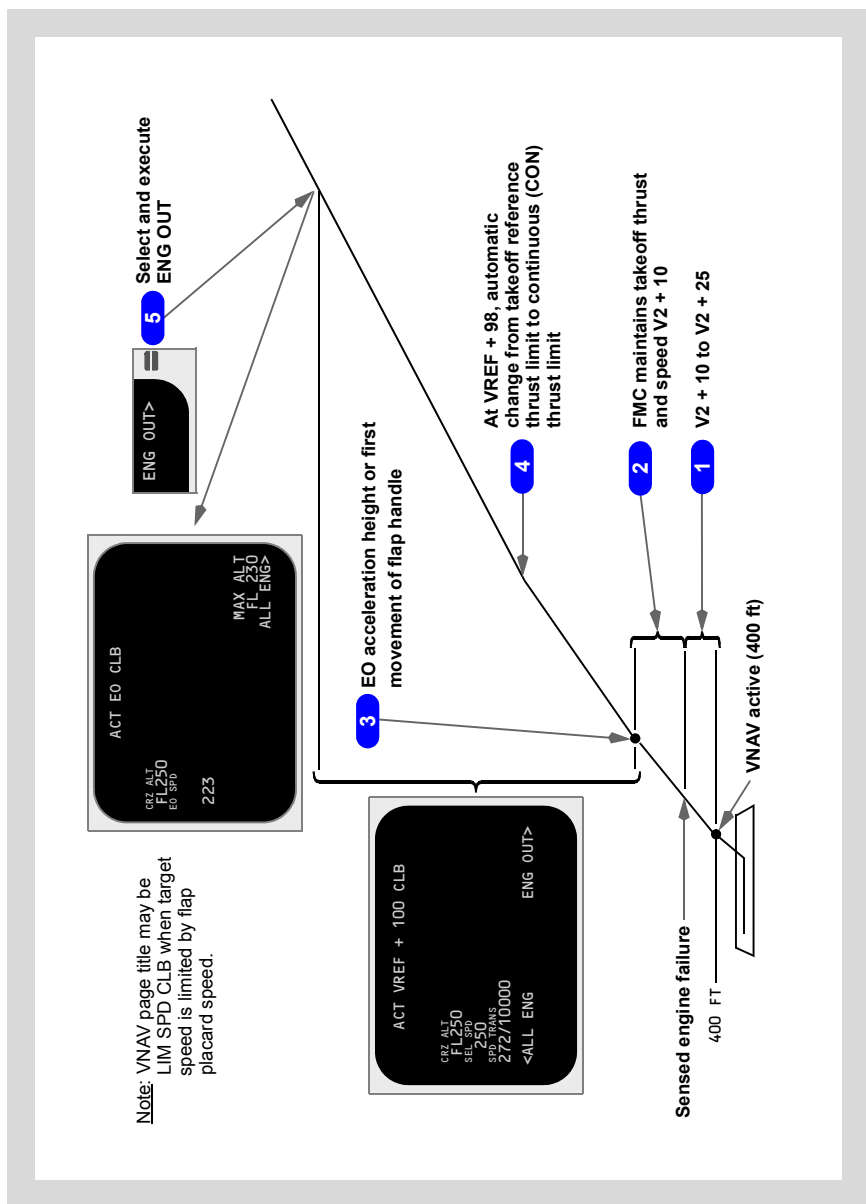 Note: VNAV page title may be
LIM SPD CLB when target
speed is limited by flap
placard speed.
ACT EO CLB
CRZ ALT
FL250
EO SPD
223
MAX ALT
FL 230
ALL ENG>
ENG OUT>
5
Select and execute
ENG OUT
ACT VREF + 100 CLB
CRZ ALT
FL250
SEL SPD
250
SPD TRANS
272/10000
<ALL ENG ENG OUT>
3
EO acceleration height or first
movement of flap handle
4
At VREF + 98, automatic
change from takeoff reference
thrust limit to continuous (CON)
thrust limit
2
FMC maintains takeoff thrust
and speed V2 + 10
1
V2 + 10 to V2 + 25
Sensed engine failure
400 FT
VNAV active (400 ft)